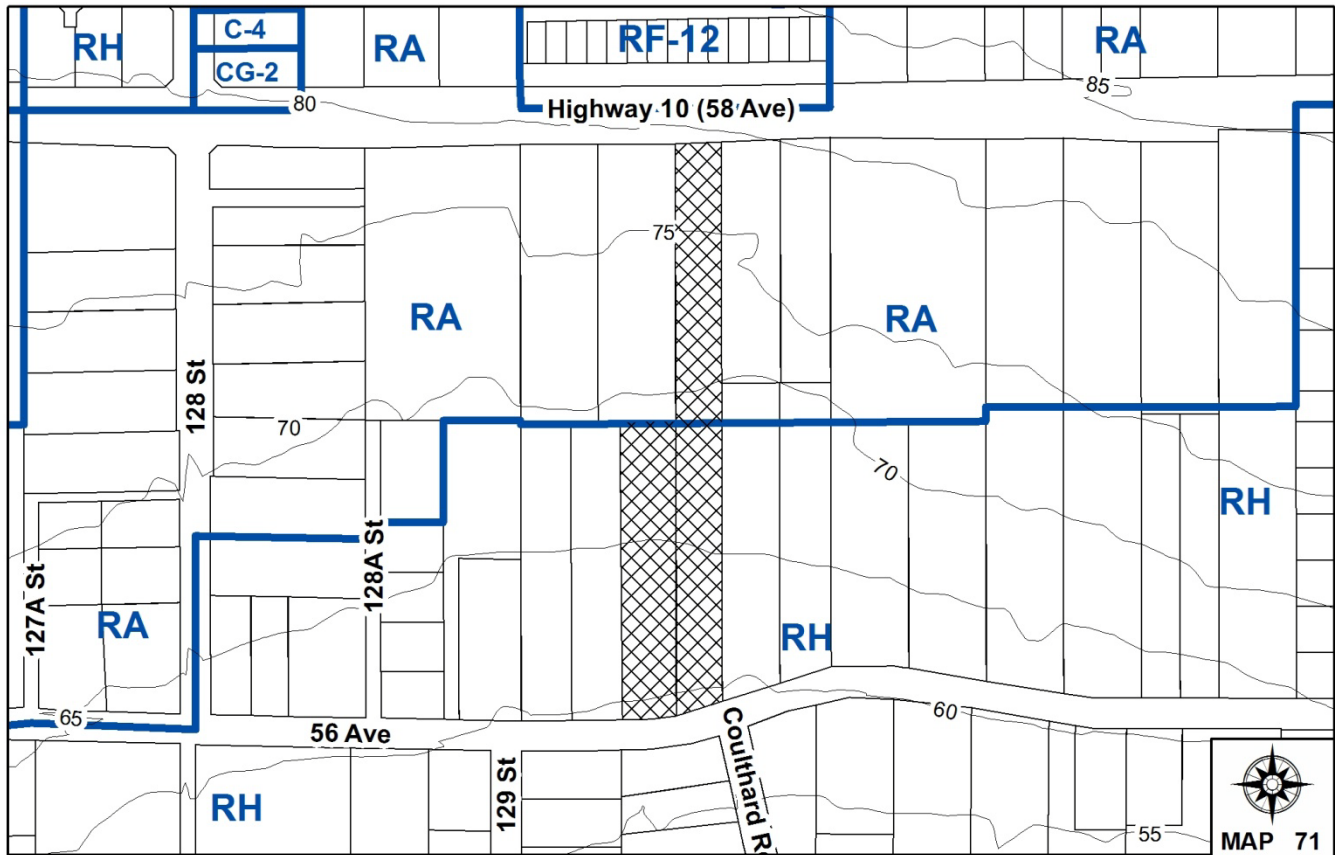 C-4
RH
RA
RF-12
RA
CG-2
85
80
Highway 10 (58 Ave)
75
RA
RA
128 St
70
70
RH
128A St
127A St
RA
RH
65
60
56 Ave
Coulthard R
129 St
RH
55
MAP 71